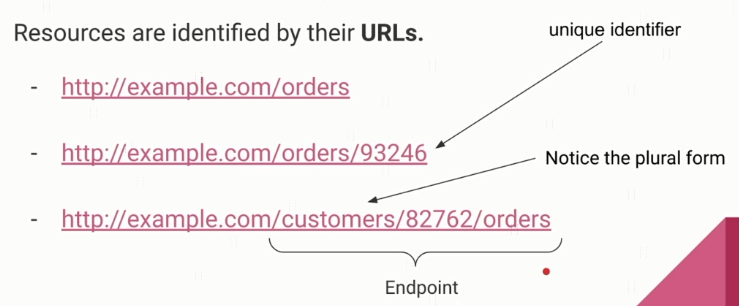 Resources are identified by their URLs.
unique identifier
- http://example.com/orders
- http://example.com/orders/93246
Notice the plural form
- http://example.com/customers/82762/orders
Endpoint